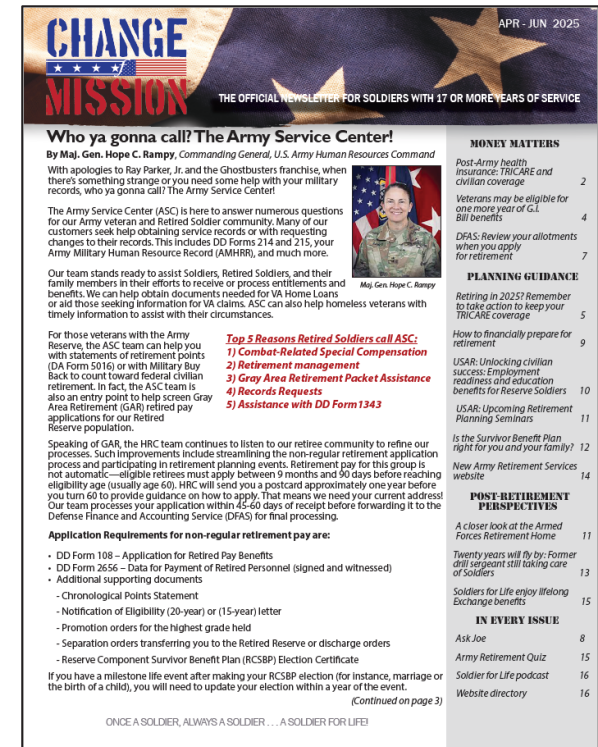 APR - JUN 2025
CHANGE
of
MISSION
THE OFFICIAL NEWSLETTER FOR SOLDIERS WITH 17 OR MORE YEARS OF SERVICE
Who ya gonna call? The Army Service Center!
By Maj. Gen. Hope C. Rampy, Commanding General, U.S. Army Human Resources Command
With apologies to Ray Parker, Jr. and the Ghostbusters franchise, when
there's something strange or you need some help with your military
records, who ya gonna call? The Army Service Center!
The Army Service Center (ASC) is here to answer numerous questions
for our Army veteran and Retired Soldier community. Many of our
customers seek help obtaining service records or with requesting
changes to their records. This includes DD Forms 214 and 215, your
Army Military Human Resource Record (AMHRR), and much more.
Our team stands ready to assist Soldiers, Retired Soldiers, and their
family members in their efforts to receive or process entitlements and
benefits. We can help obtain documents needed for VA Home Loans
or aid those seeking information for VA claims. ASC can also help homeless veterans with
timely information to assist with their circumstances.
Maj. Gen. Hope C. Rampy
For those veterans with the Army
Reserve, the ASC team can help you
with statements of retirement points
(DA Form 5016) or with Military Buy
Back to count toward federal civilian
retirement. In fact, the ASC team is
also an entry point to help screen Gray
Area Retirement (GAR) retired pay
applications for our Retired
Reserve population.
Top 5 Reasons Retired Soldiers call ASC:
1) Combat-Related Special Compensation
2) Retirement management
3) Gray Area Retirement Packet Assistance
4) Records Requests
5) Assistance with DD Form1343
Speaking of GAR, the HRC team continues to listen to our retiree community to refine our
processes. Such improvements include streamlining the non-regular retirement application
process and participating in retirement planning events. Retirement pay for this group is
not automatic—eligible retirees must apply between 9 months and 90 days before reaching
eligibility age (usually age 60). HRC will send you a postcard approximately one year before
you turn 60 to provide guidance on how to apply. That means we need your current address!
Our team processes your application within 45-60 days of receipt before forwarding it to the
Defense Finance and Accounting Service (DFAS) for final processing.
Application Requirements for non-regular retirement pay are:
• DD Form 108 – Application for Retired Pay Benefits
• DD Form 2656 – Data for Payment of Retired Personnel (signed and witnessed)
• Additional supporting documents
- Chronological Points Statement
- Notification of Eligibility (20-year) or (15-year) letter
- Promotion orders for the highest grade held
- Separation orders transferring you to the Retired Reserve or discharge orders
- Reserve Component Survivor Benefit Plan (RCSBP) Election Certificate
If you have a milestone life event after making your RCSBP election (for instance, marriage or
the birth of a child), you will need to update your election within a year of the event.
(Continued on page 3)
MONEY MATTERS
Post-Army health
insurance: TRICARE and
civilian coverage 2
Veterans may be eligible for
one more year of G.I.
Bill benefits 4
DFAS: Review your allotments
when you apply
for retirement 7
PLANNING GUIDANCE
Retiring in 2025? Remember
to take action to keep your
TRICARE coverage 5
How to financially prepare for
retirement 9
USAR: Unlocking civilian
success: Employment
readiness and education
benefits for Reserve Soldiers 10
USAR: Upcoming Retirement
Planning Seminars 11
Is the Survivor Benefit Plan
right for you and your family? 12
New Army Retirement Services
website 14
POST-RETIREMENT
PERSPECTIVES
A closer look at the Armed
Forces Retirement Home 11
Twenty years will fly by: Former
drill sergeant still taking care
of Soldiers 13
Soldiers for Life enjoy lifelong
Exchange benefits 15
IN EVERY ISSUE
Ask Joe 8
Army Retirement Quiz 15
Soldier for Life podcast 16
Website directory 16
ONCE A SOLDIER, ALWAYS A SOLDIER . . . A SOLDIER FOR LIFE!